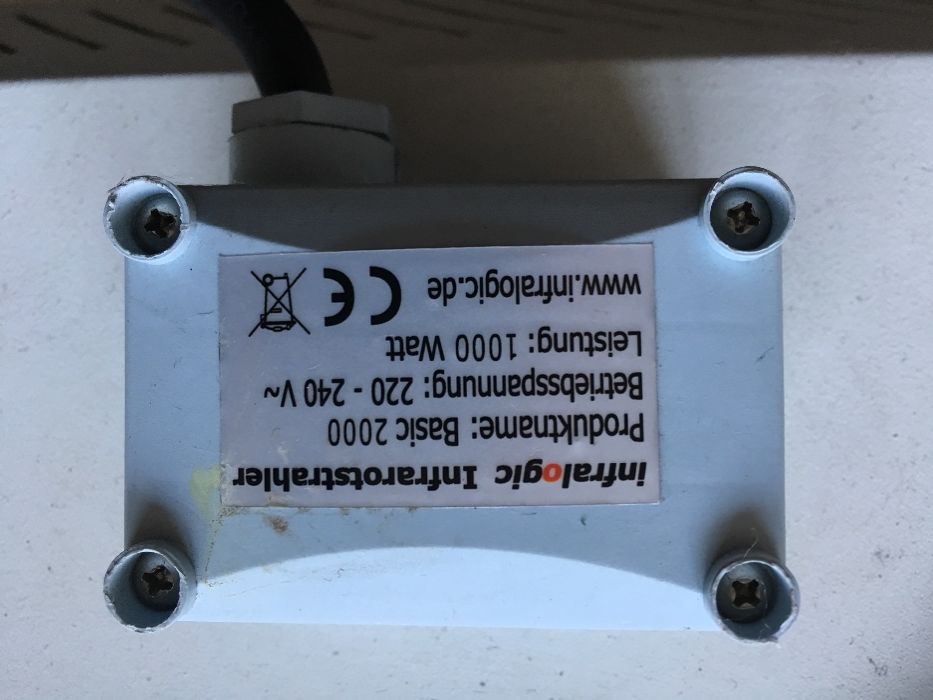 infralogic Infrarotstrahler
Produktname: Basic 2000
Betriebsspannung: 220 - 240 V~
Leistung: 1000 Watt
www.infralogic.de CE